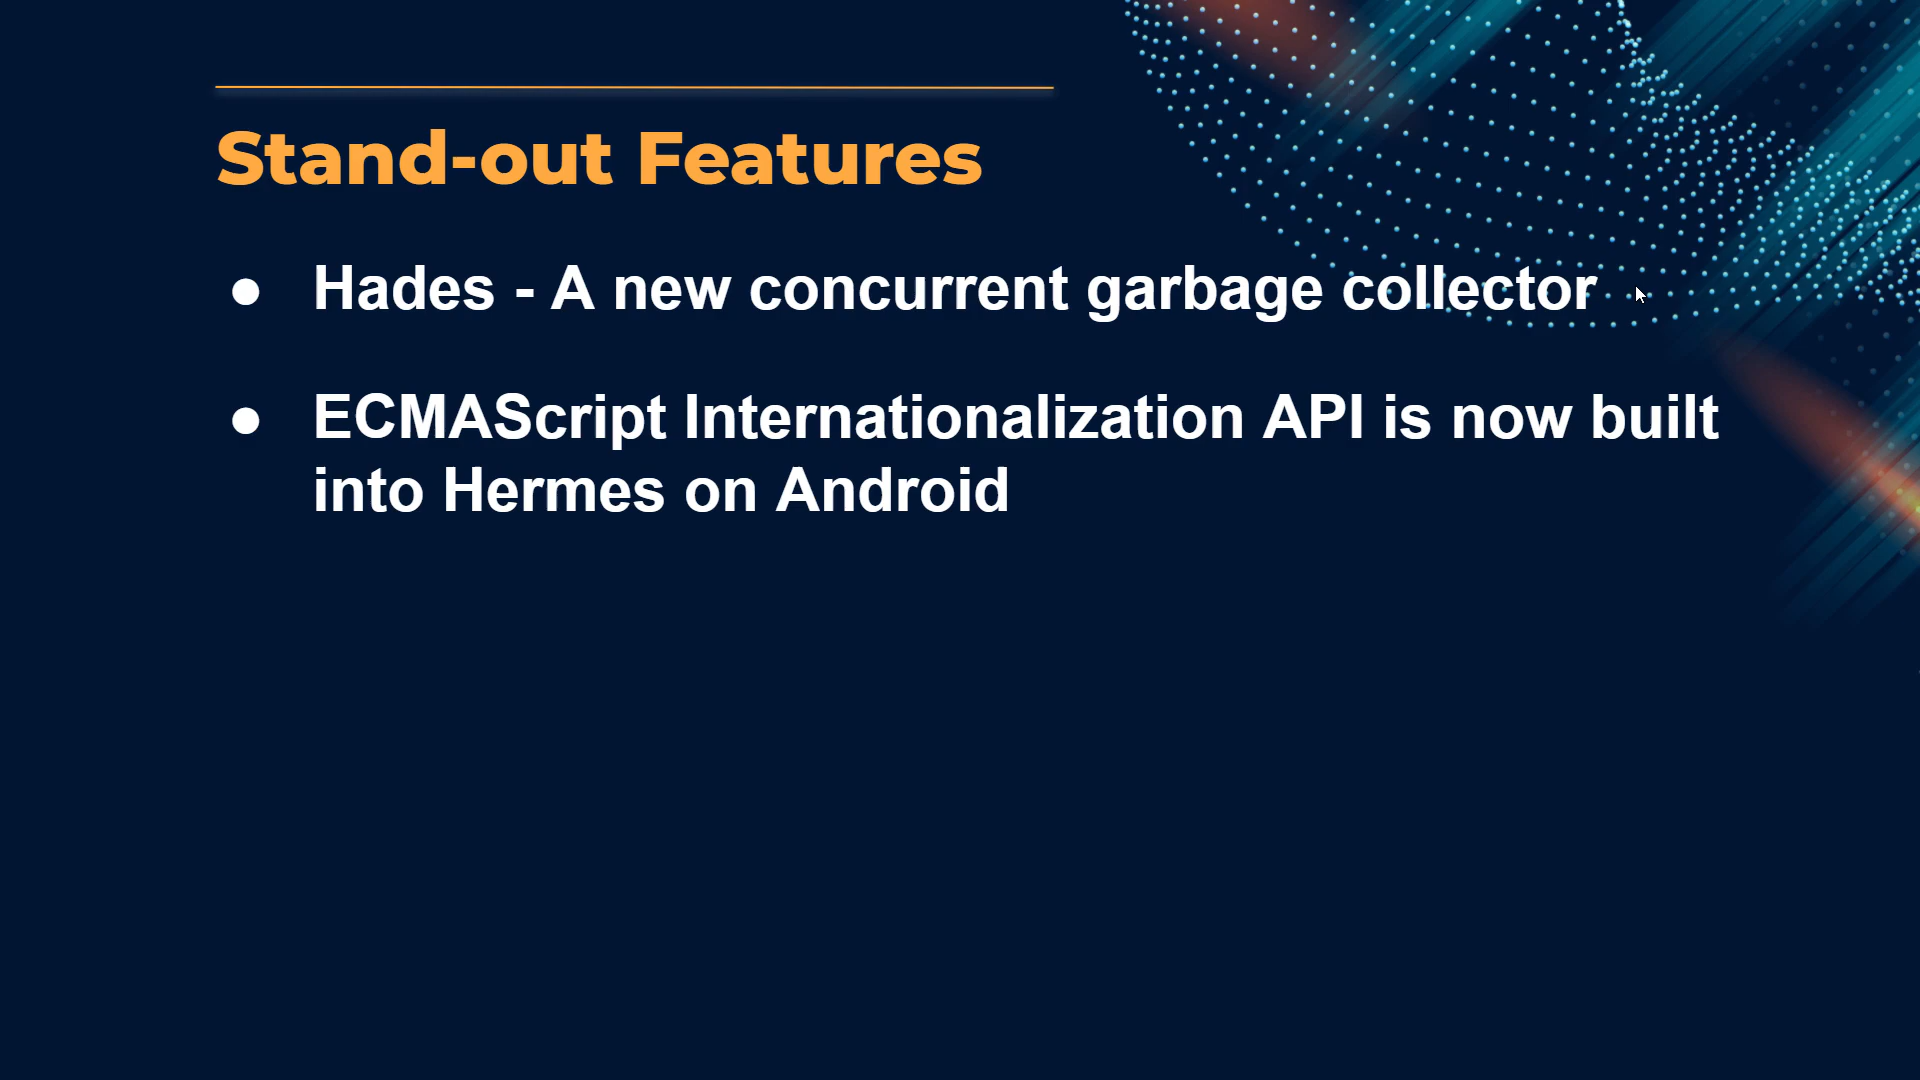 Stand-out Features
● Hades - A new concurrent garbage collector
● ECMAScript Internationalization API is now built
into Hermes on Android